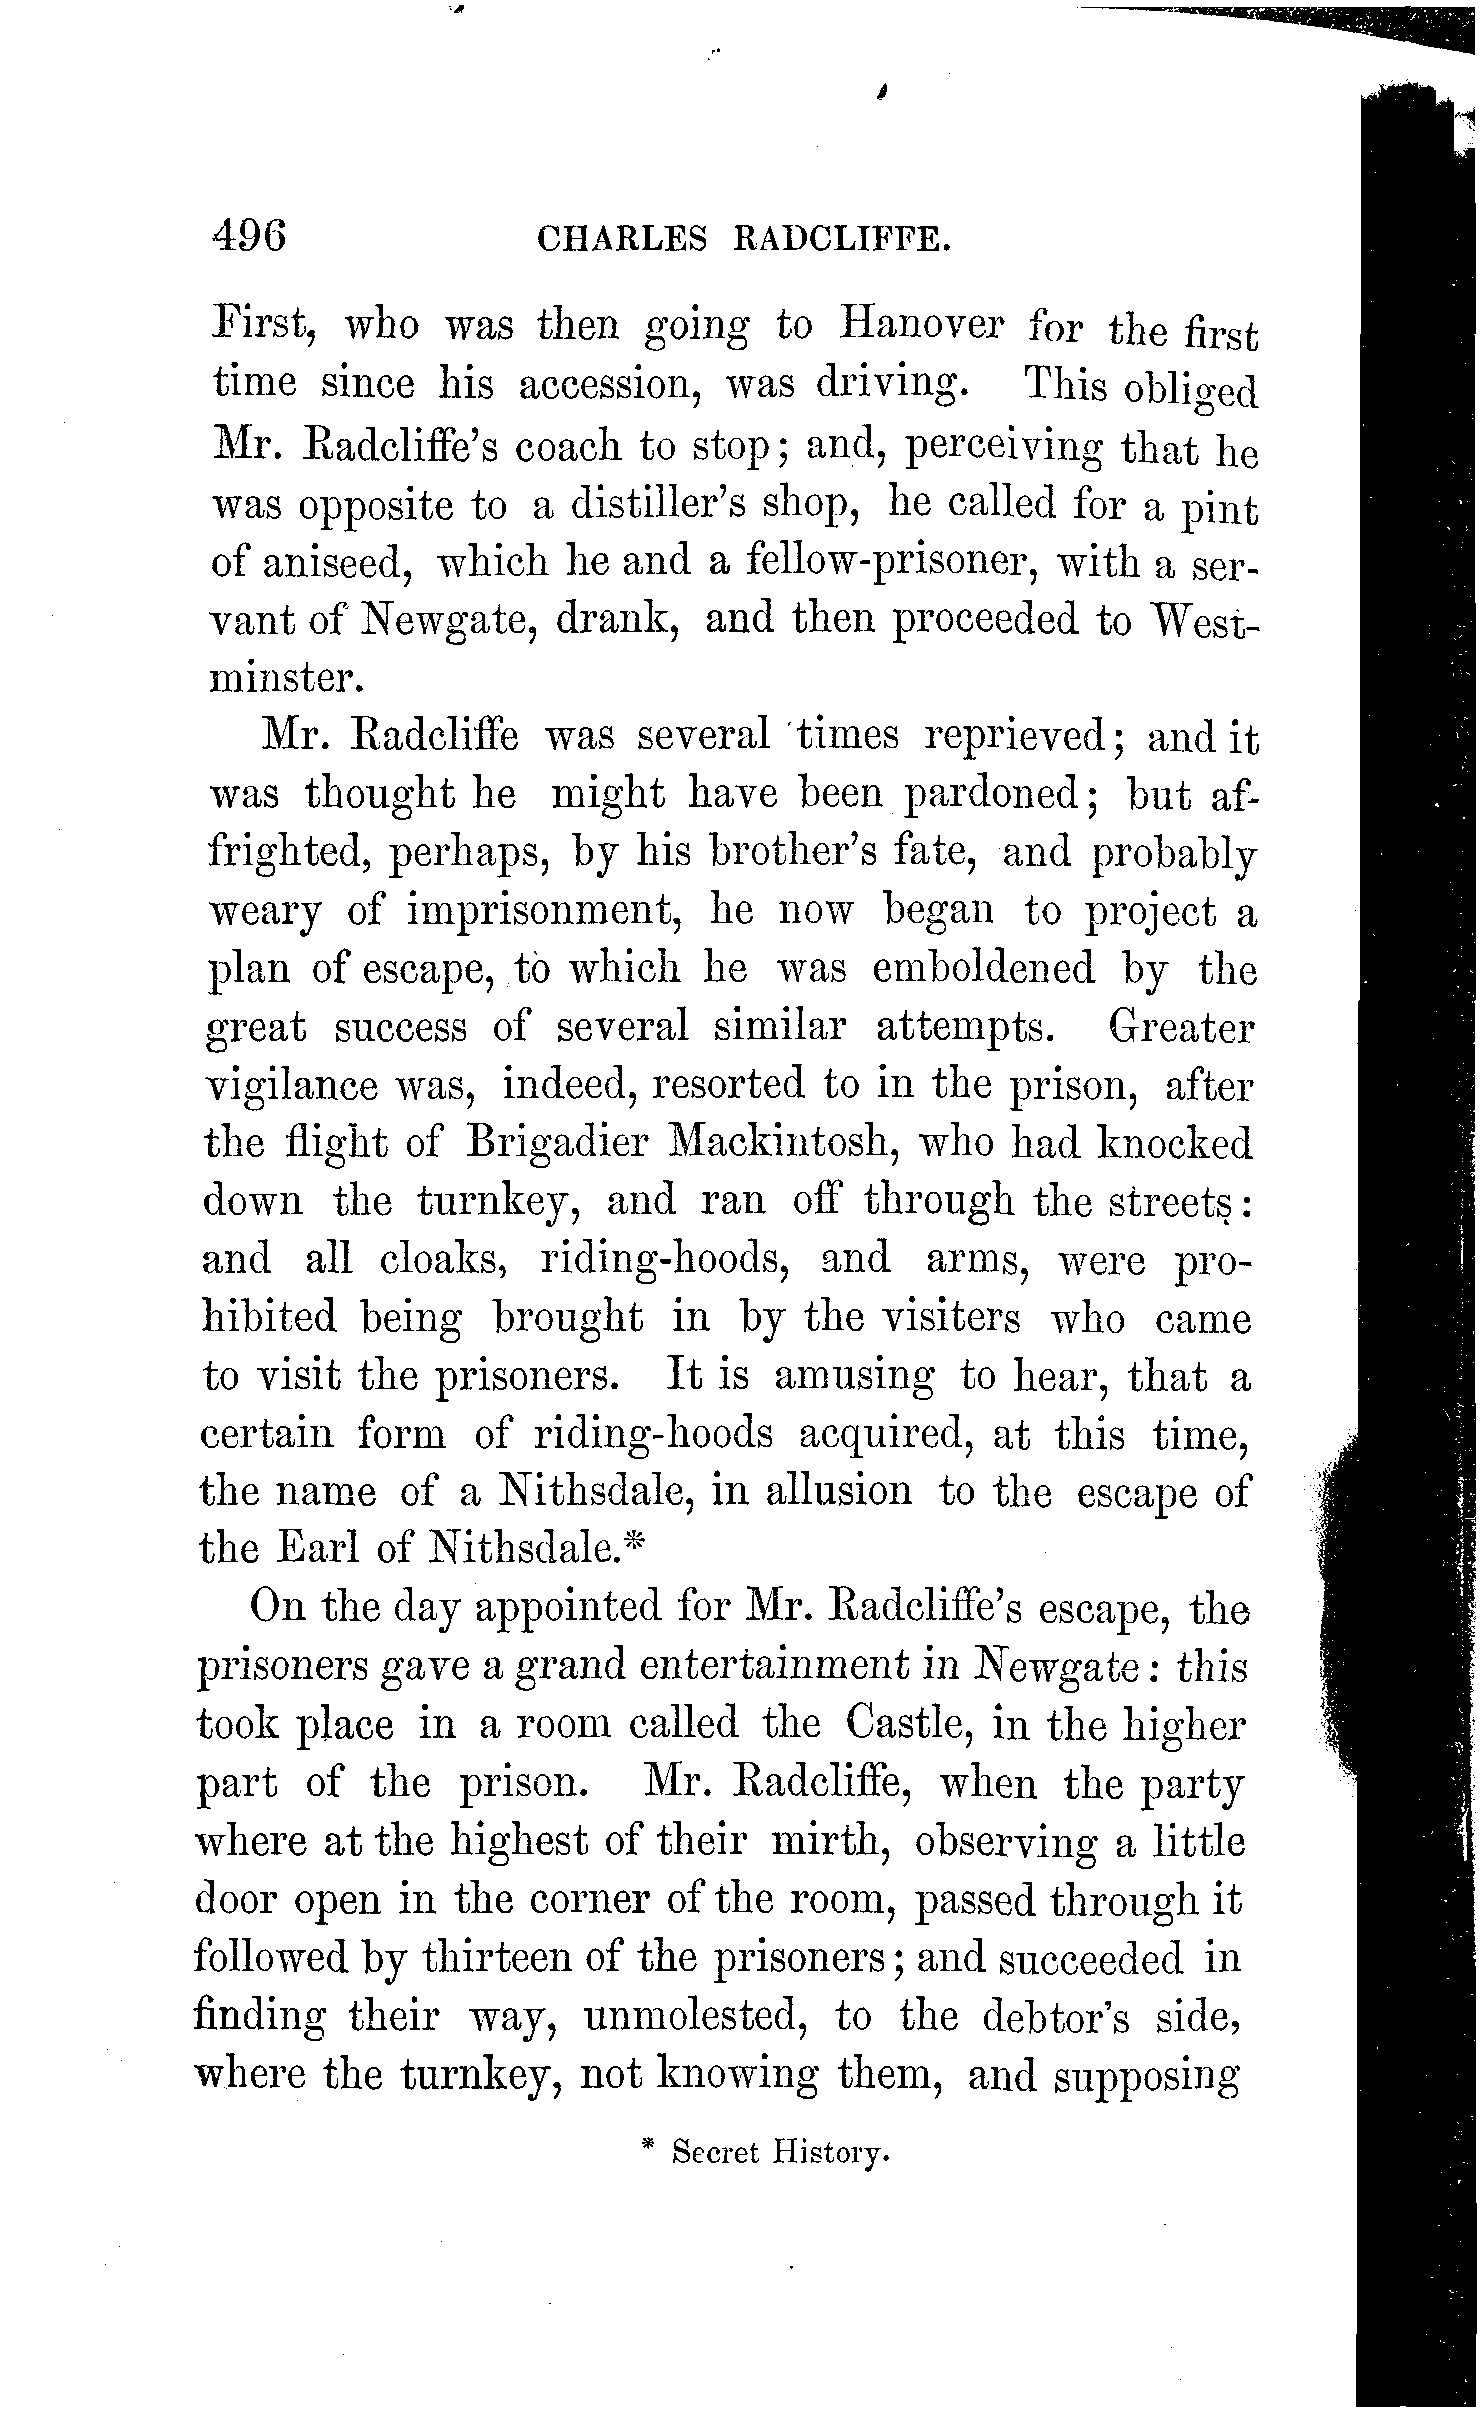 496 CHARLES RADCLIFFE.
First, who was then going to Hanover for the first
time since his accession, was driving. This obliged
Mr. Radcliffe's coach to stop; and, perceiving that he
was opposite to a distiller's shop, he called for a pint
of aniseed, which he and a fellow-prisoner, with a ser-
vant of Newgate, drank, and then proceeded to West-
minster.
Mr. Radcliffe was several times reprieved; and it
was thought he might have been pardoned; but af-
frighted, perhaps, by his brother's fate, and probably
weary of imprisonment, he now began to project a
plan of escape, to which he was emboldened by the
great success of several similar attempts. Greater
vigilance was, indeed, resorted to in the prison, after
the flight of Brigadier Mackintosh, who had knocked
down the turnkey, and ran off through the streets:
and all cloaks, riding-hoods, and arms, were pro-
hibited being brought in by the visiters who came
to visit the prisoners. It is amusing to hear, that a
certain form of riding-hoods acquired, at this time,
the name of a Nithsdale, in allusion to the escape of
the Earl of Nithsdale.*
On the day appointed for Mr. Radcliffe's escape, the
prisoners gave a grand entertainment in Newgate: this
took place in a room called the Castle, in the higher
part of the prison. Mr. Radcliffe, when the party
where at the highest of their mirth, observing a little
door open in the corner of the room, passed through it
followed by thirteen of the prisoners; and succeeded in
finding their way, unmolested, to the debtor's side,
where the turnkey, not knowing them, and supposing
* Secret History.